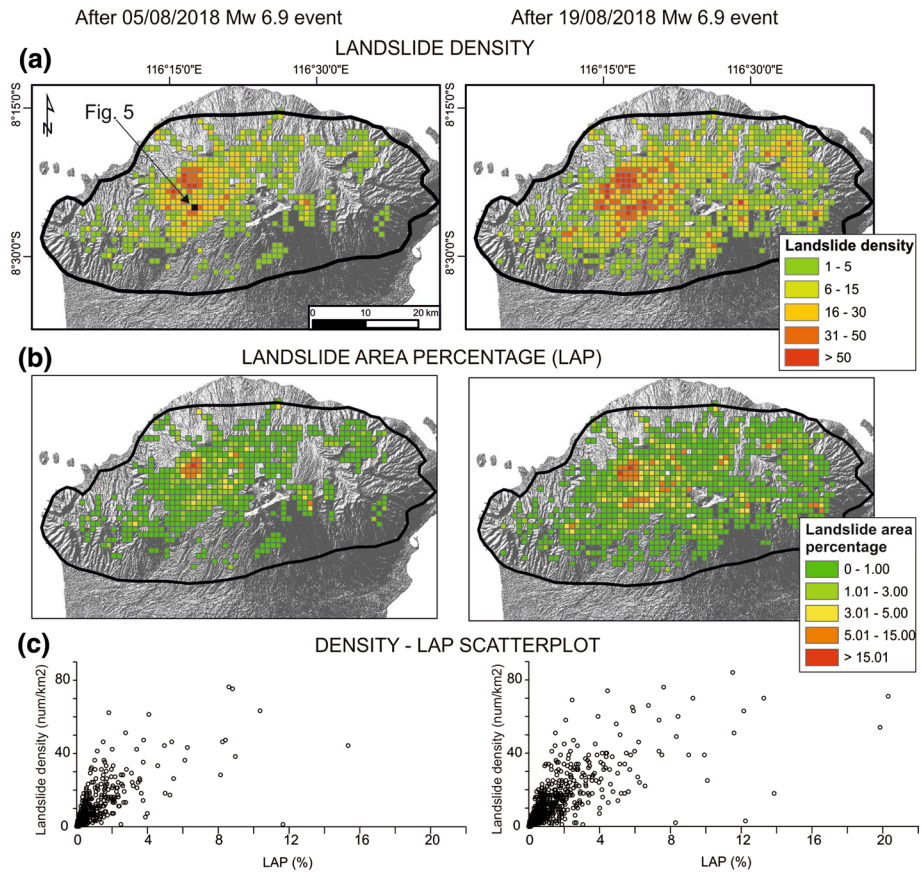 After 05/08/2018 Mw 6.9 event
After 19/08/2018 Mw 6.9 event
(a)
LANDSLIDE DENSITY
116°15'0"E
116°30'0"E
116°15'0"E
116°30'0"E
8°15'0"S
8°30'0"S
N
Fig. 5
0 10 20 km
8°15'0"S
8°30'0"S
Landslide density
1 - 5
6 - 15
16 - 30
31 - 50
> 50
(b)
LANDSLIDE AREA PERCENTAGE (LAP)
Landslide area
percentage
0 - 1.00
1.01 - 3.00
3.01 - 5.00
5.01 - 15.00
> 15.01
(c)
DENSITY - LAP SCATTERPLOT
Landslide density (num/km2)
80
40
0
0 4 8 12 16 20
LAP (%)
Landslide density (num/km2)
80
40
0
0 4 8 12 16 20
LAP (%)